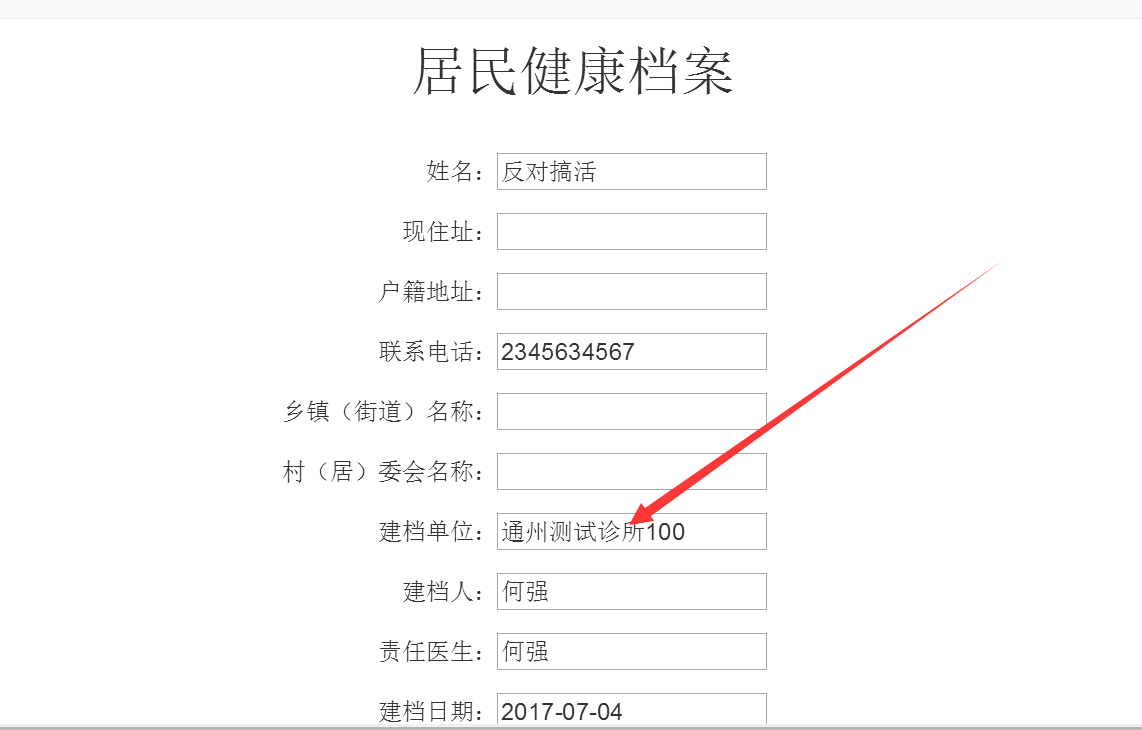 居民健康档案
姓名：反对搞活
现住址：
户籍地址：
联系电话：2345634567
乡镇（街道）名称：
村（居）委会名称：
建档单位：通州测试诊所100
建档人：何强
责任医生：何强
建档日期：2017-07-04